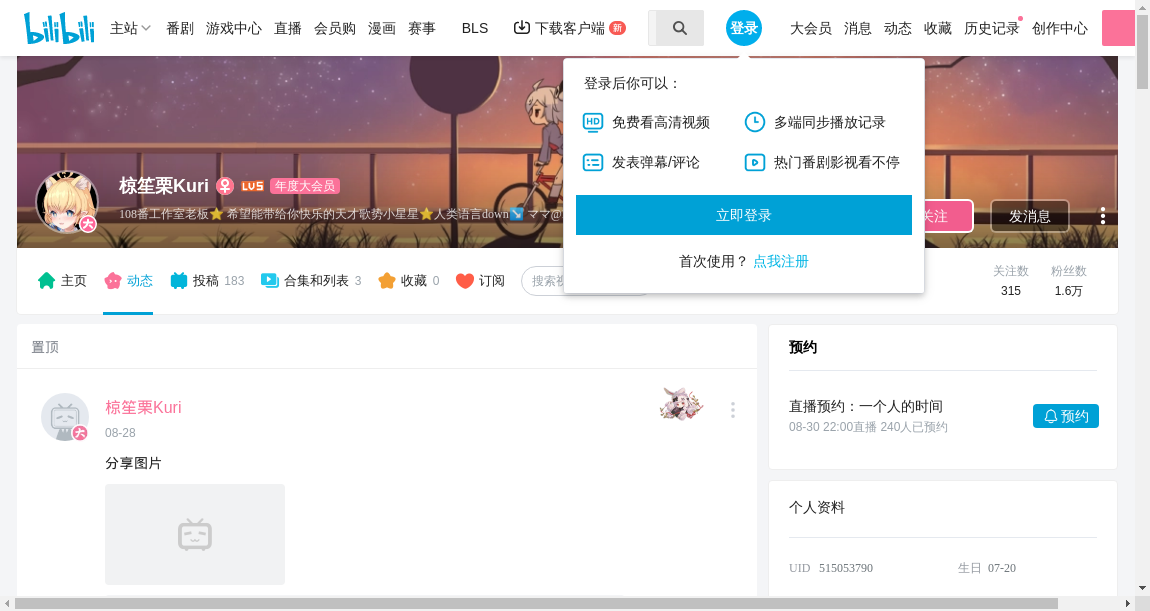 bilibili 主站 番剧 游戏中心 直播 会员购 漫画 赛事 BLS 下载客户端 新 登录 大会员 消息 动态 收藏 历史记录 创作中心
登录后你可以：
HD 免费看高清视频 多端同步播放记录
发表弹幕/评论 热门番剧影视看不停
立即登录
首次使用？ 点我注册
椋笙栗Kuri LV5 年度大会员
大
108番工作室老板⭐ 希望能带给你快乐的天才歌势小星星⭐人类语言down↘️ ママ@
关注 发消息
主页 动态 投稿 183 合集和列表 3 收藏 0 订阅
关注数 粉丝数
315 1.6万
置顶
椋笙栗Kuri
08-28
大
分享图片
预约
直播预约：一个人的时间
08-30 22:00直播 240人已预约
预约
个人资料
UID 515053790 生日 07-20